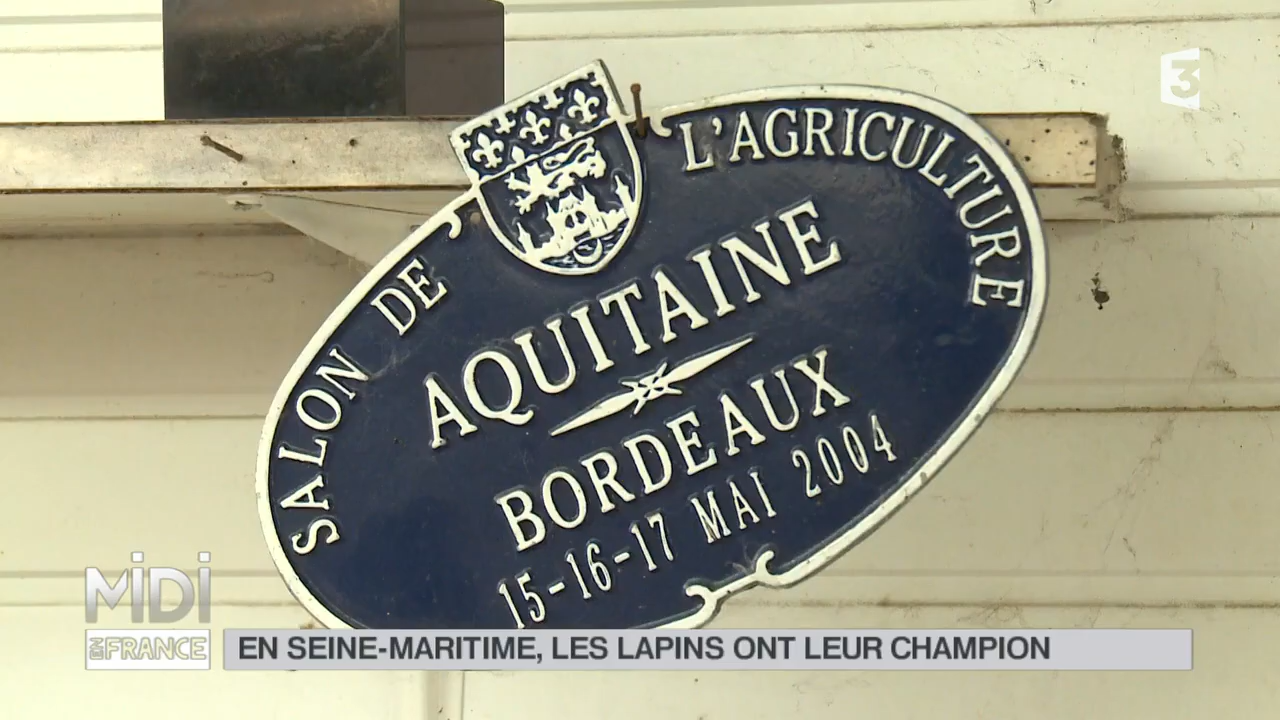 3
SALON DE L'AGRICULTURE
AQUITAINE
BORDEAUX
15-16-17 MAI 2004
MiDi
EN FRANCE
EN SEINE-MARITIME, LES LAPINS ONT LEUR CHAMPION